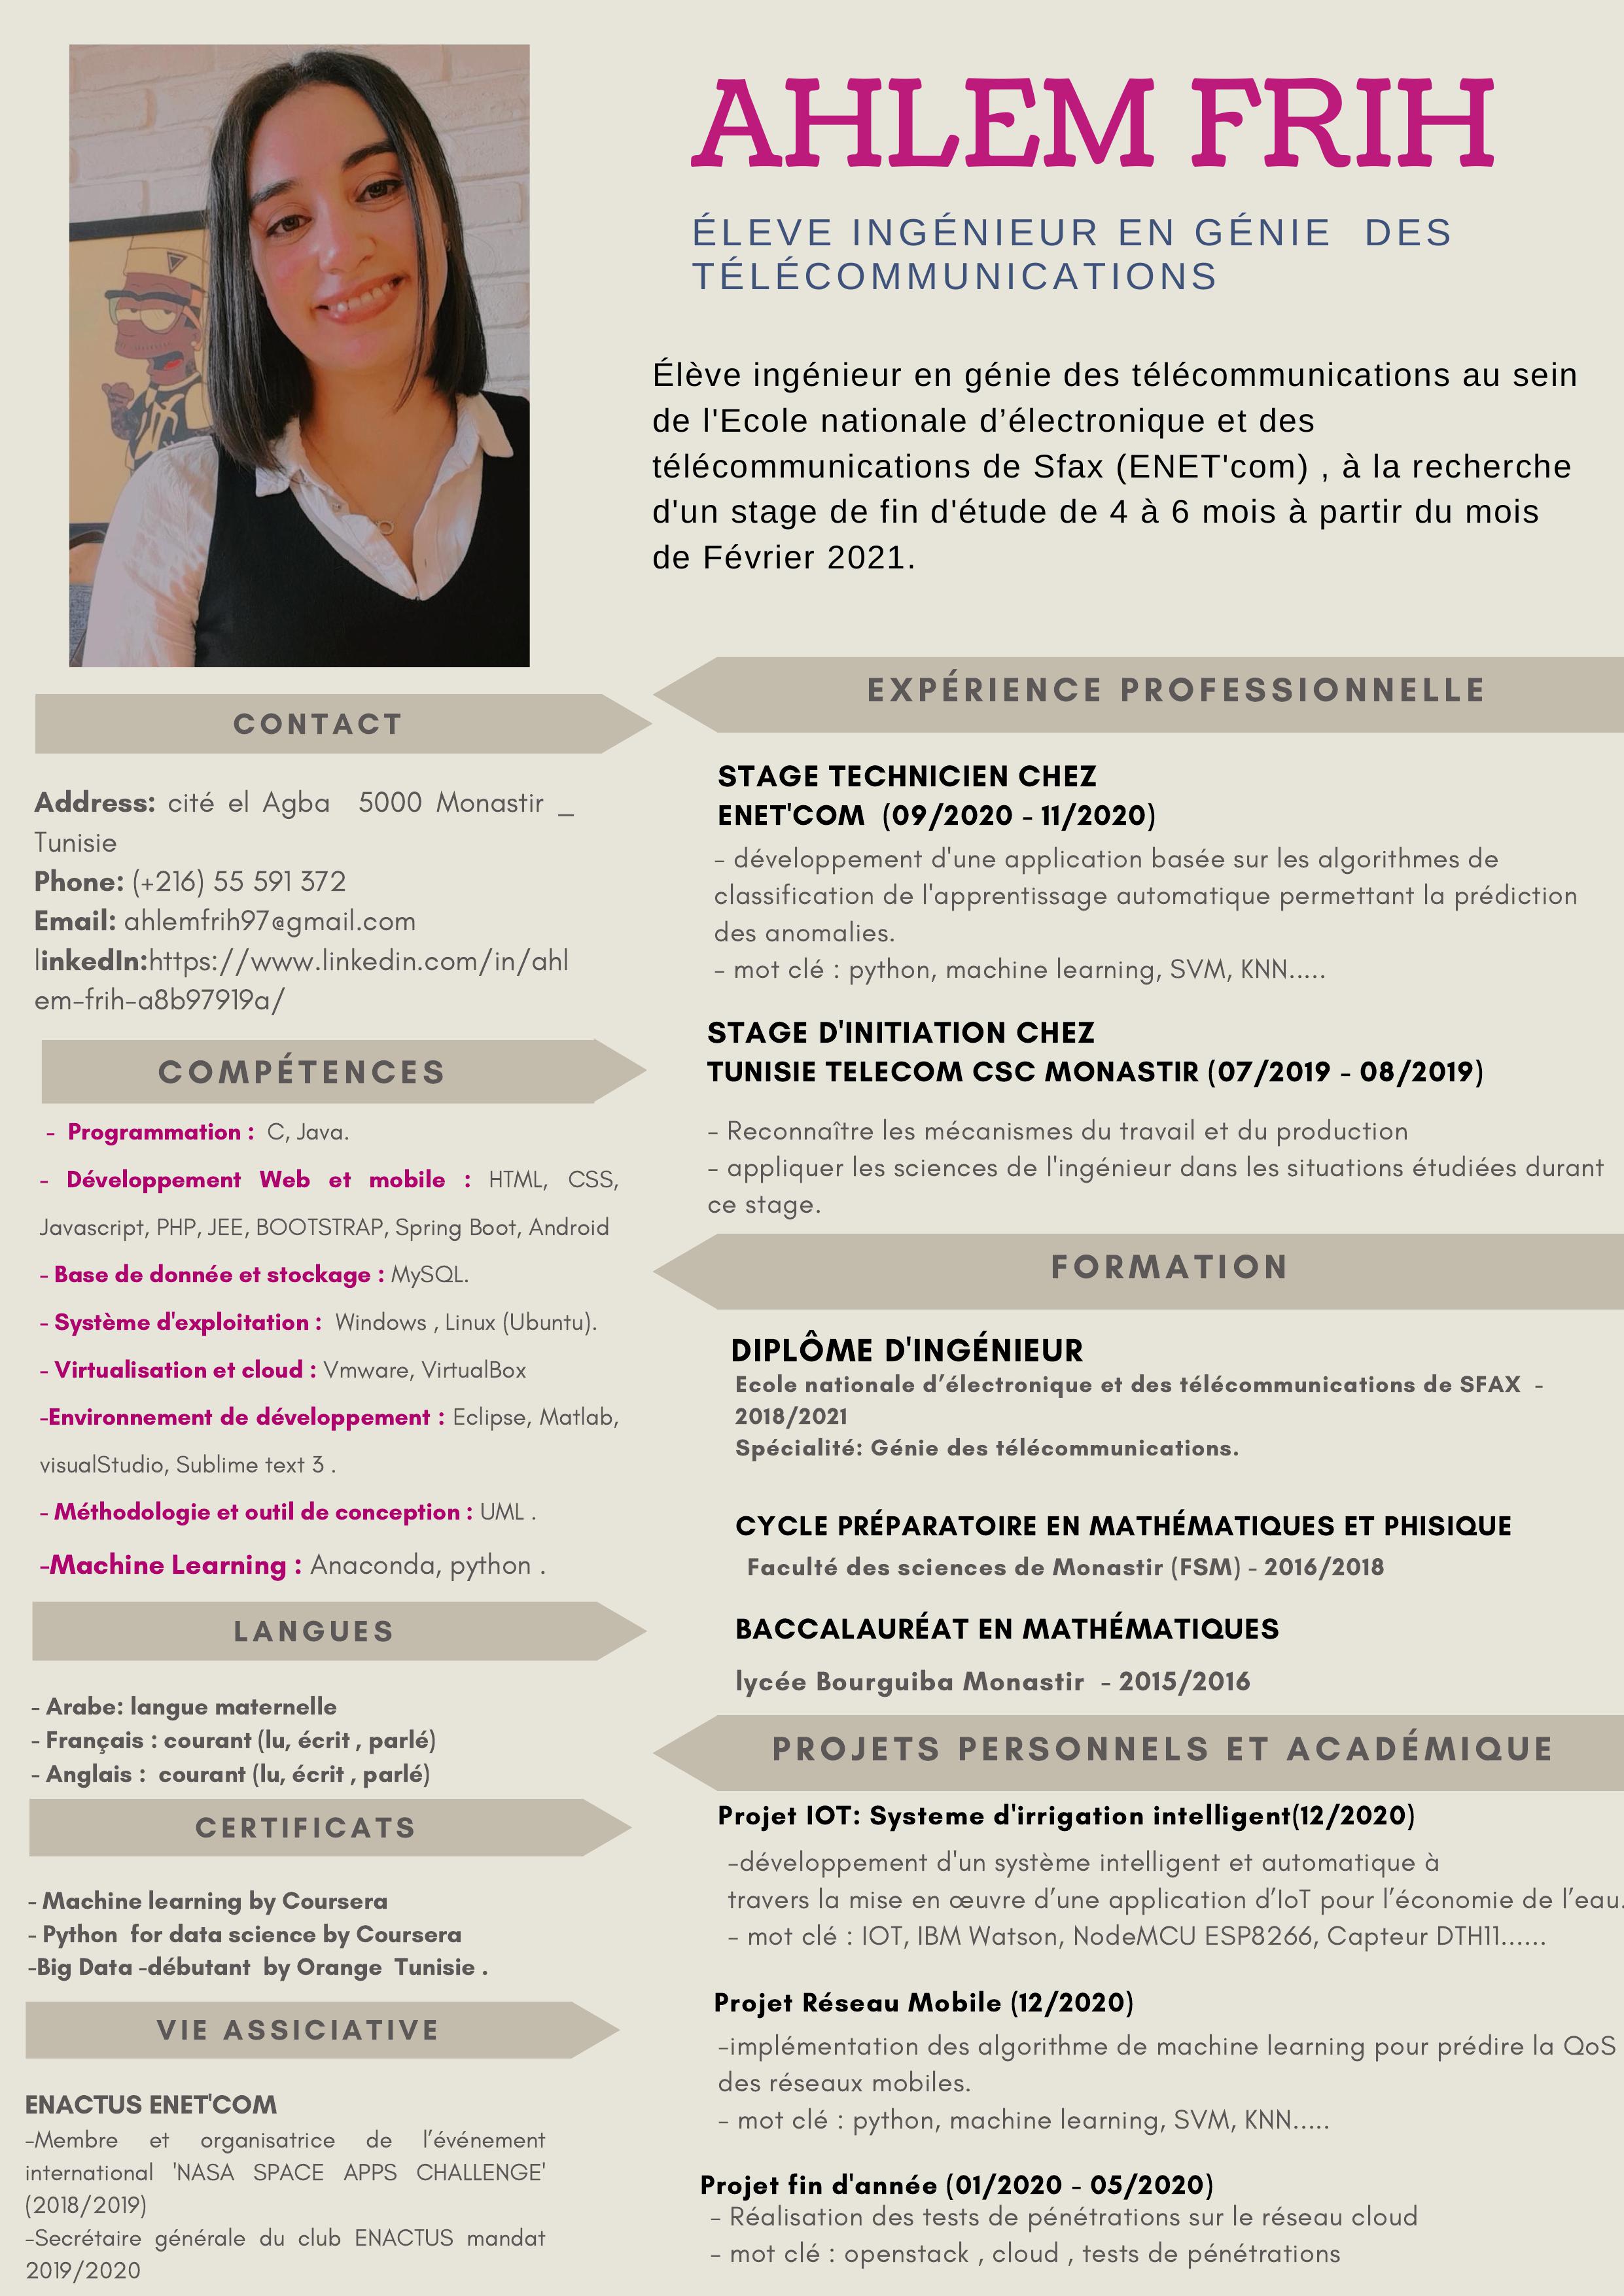 AHLEM FRIH
ÉLEVE INGÉNIEUR EN GÉNIE DES
TÉLÉCOMMUNICATIONS
Élève ingénieur en génie des télécommunications au sein
de l'Ecole nationale d’électronique et des
télécommunications de Sfax (ENET'com) , à la recherche
d'un stage de fin d'étude de 4 à 6 mois à partir du mois
de Février 2021.
CONTACT
Address: cité el Agba 5000 Monastir _
Tunisie
Phone: (+216) 55 591 372
Email: ahlemfrih97@gmail.com
linkedIn:https://www.linkedin.com/in/ahl
em-frih-a8b97919a/
COMPÉTENCES
- Programmation : C, Java.
- Développement Web et mobile : HTML, CSS,
Javascript, PHP, JEE, BOOTSTRAP, Spring Boot, Android
- Base de donnée et stockage : MySQL.
- Système d'exploitation : Windows , Linux (Ubuntu).
- Virtualisation et cloud : Vmware, VirtualBox
-Environnement de développement : Eclipse, Matlab,
visualStudio, Sublime text 3 .
- Méthodologie et outil de conception : UML .
-Machine Learning : Anaconda, python .
LANGUES
- Arabe: langue maternelle
- Français : courant (lu, écrit , parlé)
- Anglais : courant (lu, écrit , parlé)
CERTIFICATS
- Machine learning by Coursera
- Python for data science by Coursera
-Big Data -débutant by Orange Tunisie .
VIE ASSICIATIVE
ENACTUS ENET'COM
-Membre et organisatrice de l’événement
international 'NASA SPACE APPS CHALLENGE'
(2018/2019)
-Secrétaire générale du club ENACTUS mandat
2019/2020
EXPÉRIENCE PROFESSIONNELLE
STAGE TECHNICIEN CHEZ
ENET'COM (09/2020 - 11/2020)
- développement d'une application basée sur les algorithmes de
classification de l'apprentissage automatique permettant la prédiction
des anomalies.
- mot clé : python, machine learning, SVM, KNN.....
STAGE D'INITIATION CHEZ
TUNISIE TELECOM CSC MONASTIR (07/2019 - 08/2019)
- Reconnaître les mécanismes du travail et du production
- appliquer les sciences de l'ingénieur dans les situations étudiées durant
ce stage.
FORMATION
DIPLÔME D'INGÉNIEUR
Ecole nationale d’électronique et des télécommunications de SFAX -
2018/2021
Spécialité: Génie des télécommunications.
CYCLE PRÉPARATOIRE EN MATHÉMATIQUES ET PHISIQUE
Faculté des sciences de Monastir (FSM) - 2016/2018
BACCALAURÉAT EN MATHÉMATIQUES
lycée Bourguiba Monastir - 2015/2016
PROJETS PERSONNELS ET ACADÉMIQUE
Projet IOT: Systeme d'irrigation intelligent(12/2020)
-développement d'un système intelligent et automatique à
travers la mise en œuvre d’une application d’IoT pour l’économie de l’eau.
- mot clé : IOT, IBM Watson, NodeMCU ESP8266, Capteur DTH11......
Projet Réseau Mobile (12/2020)
-implémentation des algorithme de machine learning pour prédire la QoS
des réseaux mobiles.
- mot clé : python, machine learning, SVM, KNN.....
Projet fin d'année (01/2020 - 05/2020)
- Réalisation des tests de pénétrations sur le réseau cloud
- mot clé : openstack , cloud , tests de pénétrations